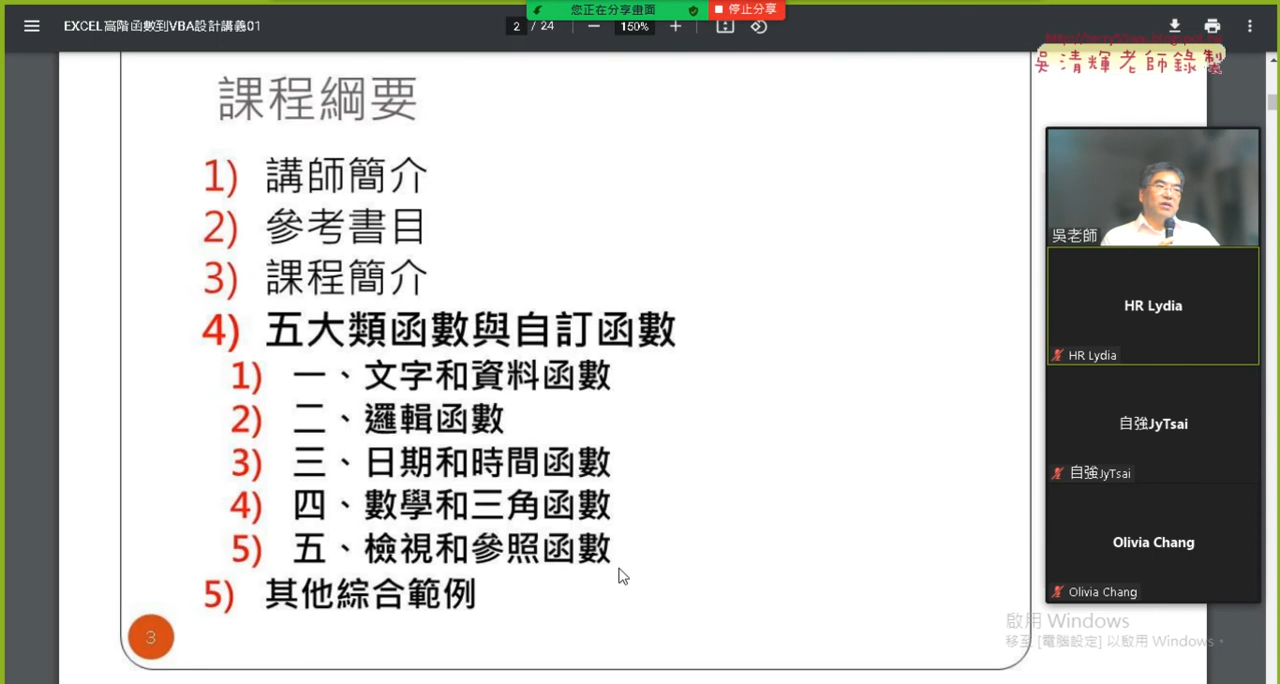 您正在分享畫面
停止分享
EXCEL高階函數到VBA設計講義01
2 / 24
150%
吳清輝老師錄製
課程綱要
1) 講師簡介
2) 參考書目
3) 課程簡介
4) 五大類函數與自訂函數
1) 一、文字和資料函數
2) 二、邏輯函數
3) 三、日期和時間函數
4) 四、數學和三角函數
5) 五、檢視和參照函數
5) 其他綜合範例
3
吳老師
HR Lydia
HR Lydia
自強JyTsai
自強JyTsai
Olivia Chang
Olivia Chang
啟用 Windows
移至 [電腦設定] 以啟用 Windows。